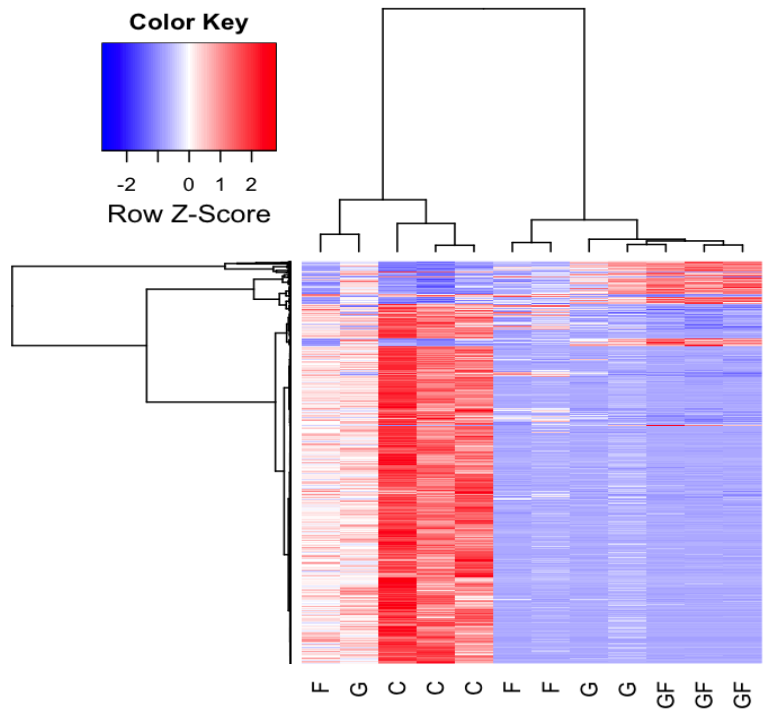 Color Key
-2 0 1 2
Row Z-Score
F G C C C F F G G GF GF GF